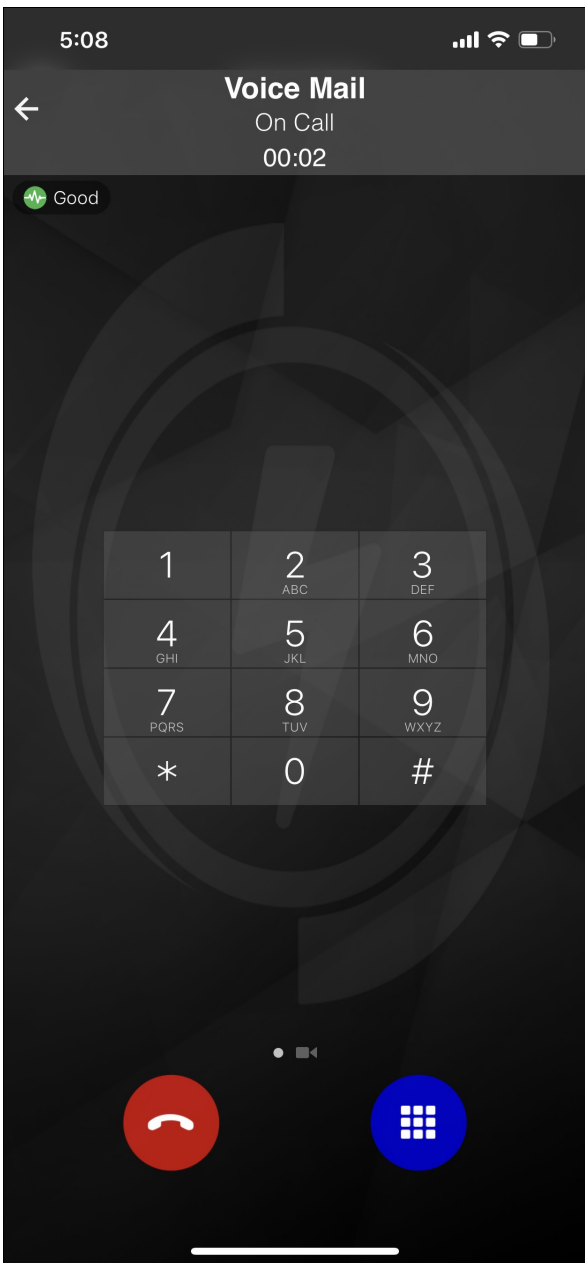 5:08
Voice Mail
On Call
00:02
Good
1 2 3
ABC DEF
4 5 6
GHI JKL MNO
7 8 9
PQRS TUV WXYZ
* 0 #